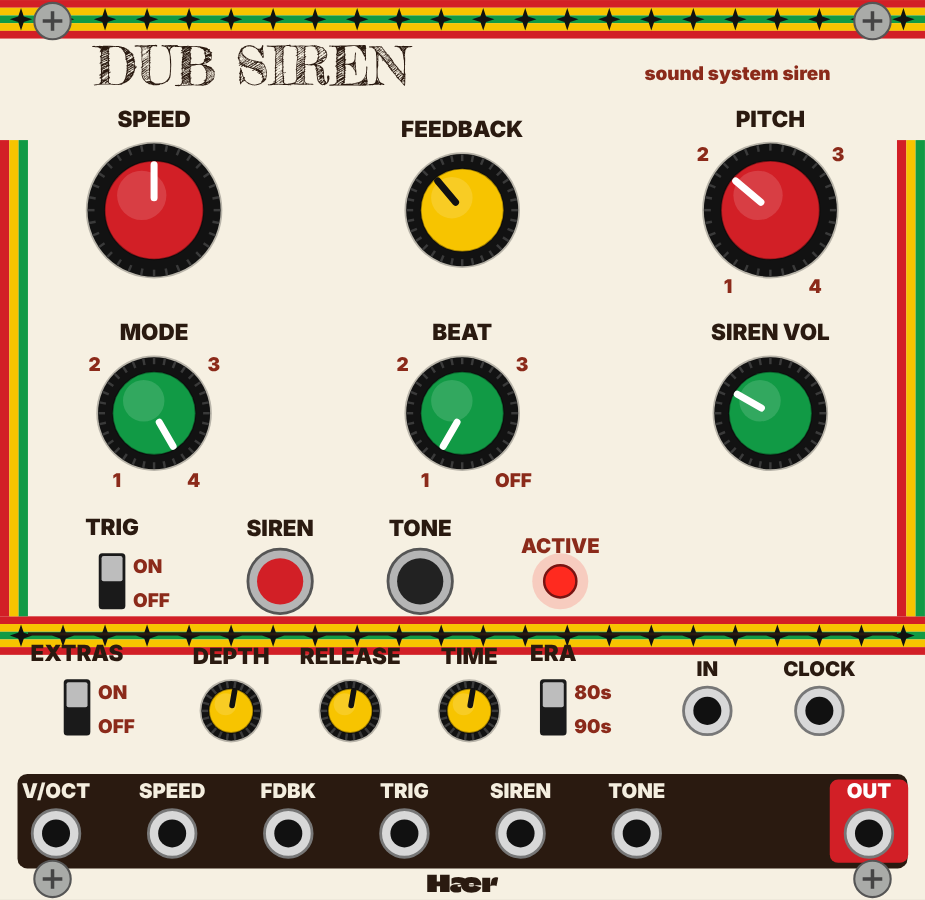 DUB SIREN
sound system siren
SPEED
FEEDBACK
PITCH
2
3
1
4
MODE
BEAT
SIREN VOL
2
3
2
3
1
4
1
OFF
TRIG
SIREN
TONE
ACTIVE
ON
OFF
EXTRAS
DEPTH
RELEASE
TIME
ERA
IN
CLOCK
ON
OFF
80s
90s
V/OCT
SPEED
FDBK
TRIG
SIREN
TONE
OUT
Hær